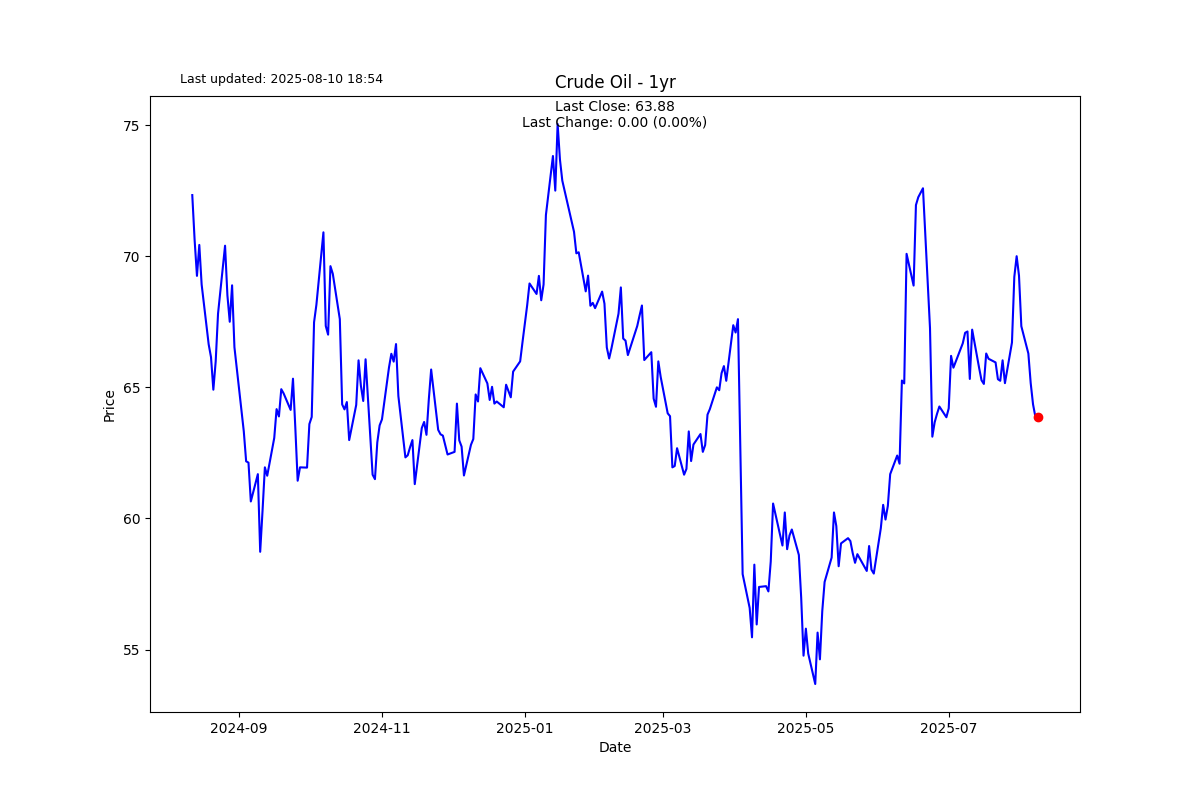 Last updated: 2025-08-10 18:54
Crude Oil - 1yr
Last Close: 63.88
Last Change: 0.00 (0.00%)
75
70
65
60
55
Price
2024-09
2024-11
2025-01
2025-03
2025-05
2025-07
Date